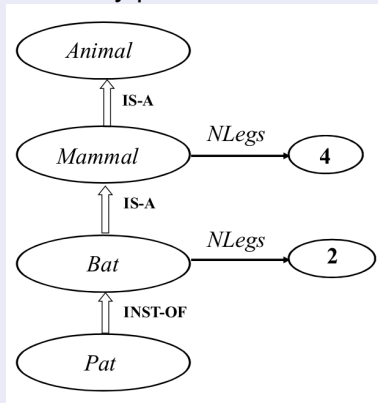 Animal
IS-A
NLegs
Mammal
4
IS-A
NLegs
Bat
2
INST-OF
Pat